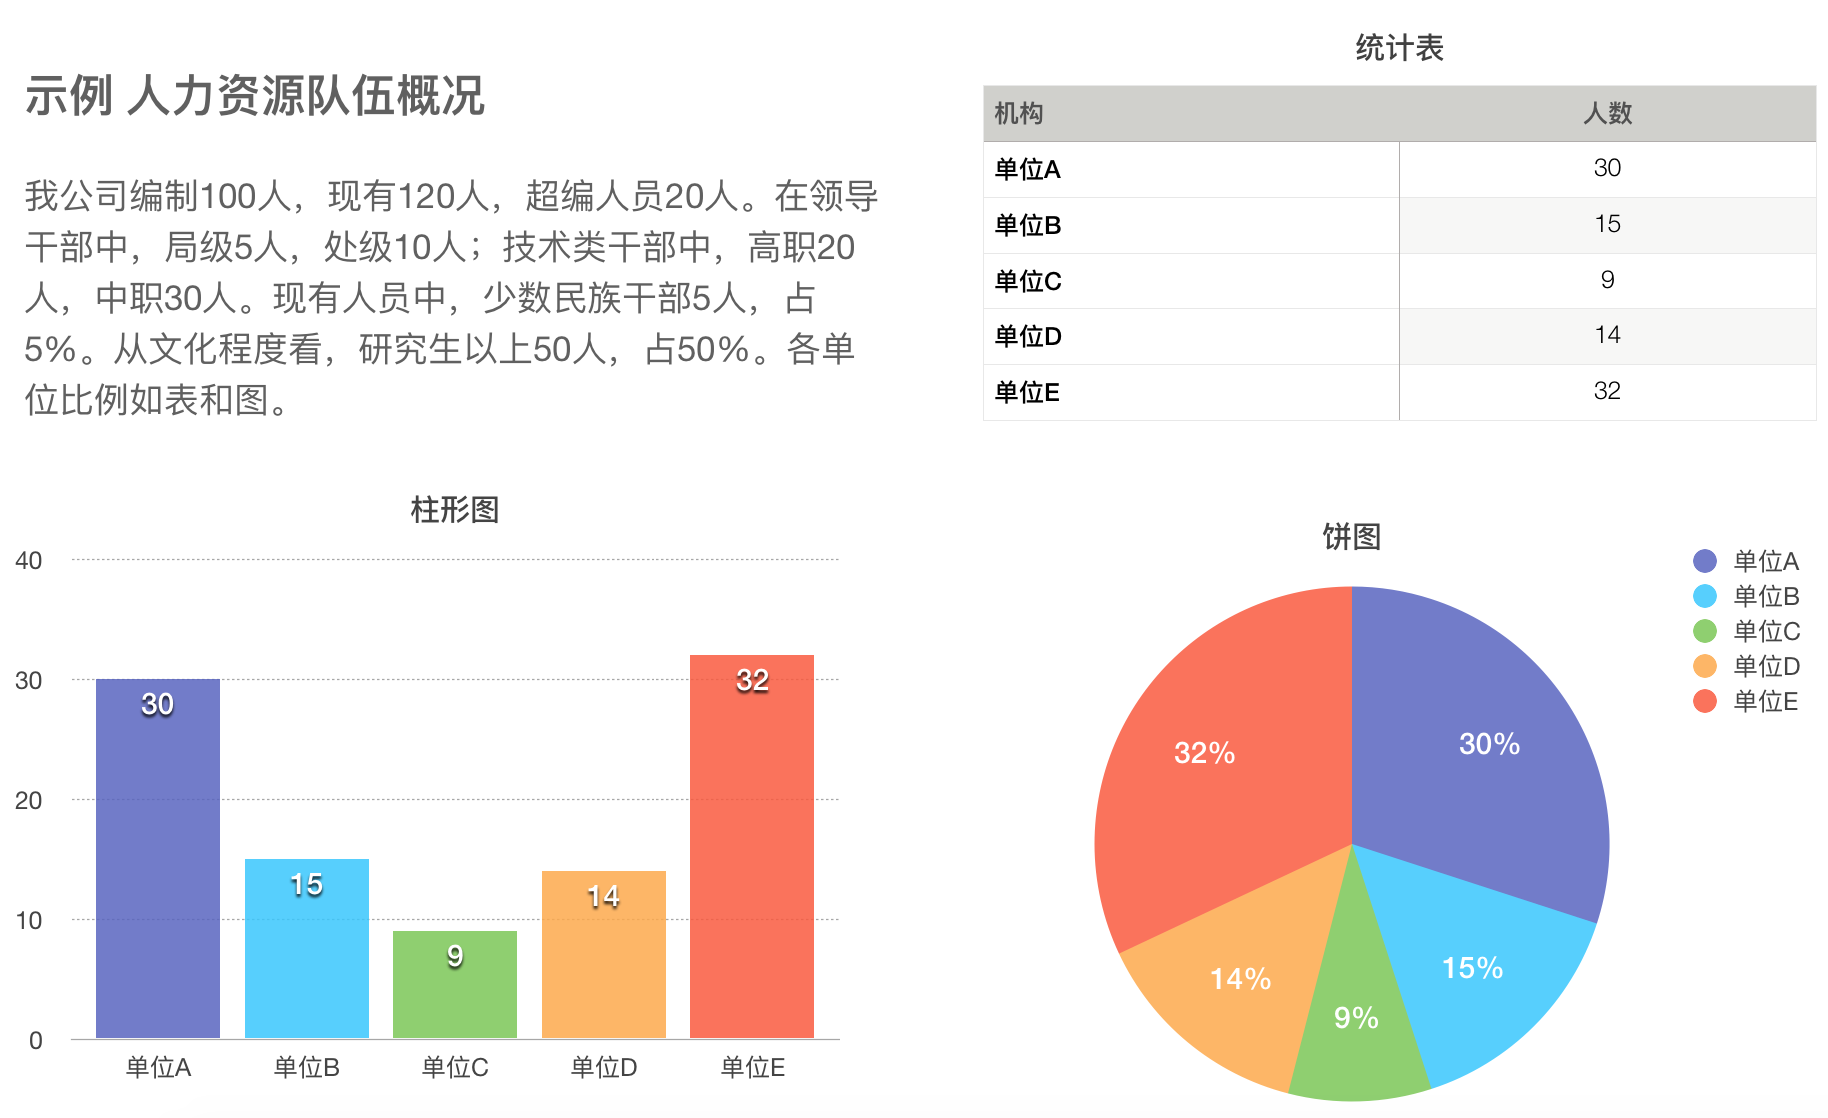 示例 人力资源队伍概况
我公司编制100人，现有120人，超编人员20人。在领导
干部中，局级5人，处级10人；技术类干部中，高职20
人，中职30人。现有人员中，少数民族干部5人，占
5%。从文化程度看，研究生以上50人，占50%。各单
位比例如表和图。
统计表
机构 人数
单位A 30
单位B 15
单位C 9
单位D 14
单位E 32
柱形图
40
30
20
10
0
30
15
9
14
32
单位A 单位B 单位C 单位D 单位E
饼图
单位A
单位B
单位C
单位D
单位E
30%
15%
9%
14%
32%